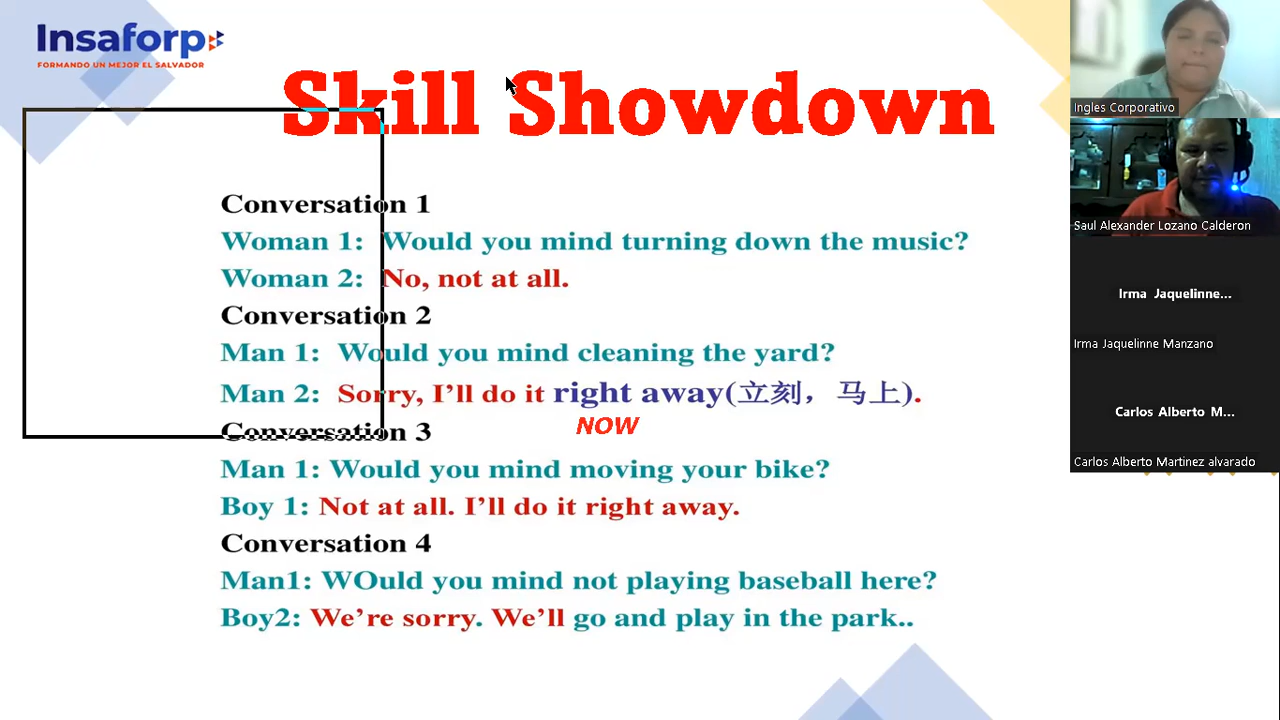 Insaforp
FORMANDO UN MEJOR EL SALVADOR
Skill Showdown
Conversation 1
Woman 1: Would you mind turning down the music?
Woman 2: No, not at all.
Conversation 2
Man 1: Would you mind cleaning the yard?
Man 2: Sorry, I'll do it right away(立刻，马上).
NOW
Conversation 3
Man 1: Would you mind moving your bike?
Boy 1: Not at all. I'll do it right away.
Conversation 4
Man1: WOuld you mind not playing baseball here?
Boy2: We're sorry. We'll go and play in the park..
Ingles Corporativo
Saul Alexander Lozano Calderon
Irma Jaquelinne...
Irma Jaquelinne Manzano
Carlos Alberto M...
Carlos Alberto Martinez alvarado